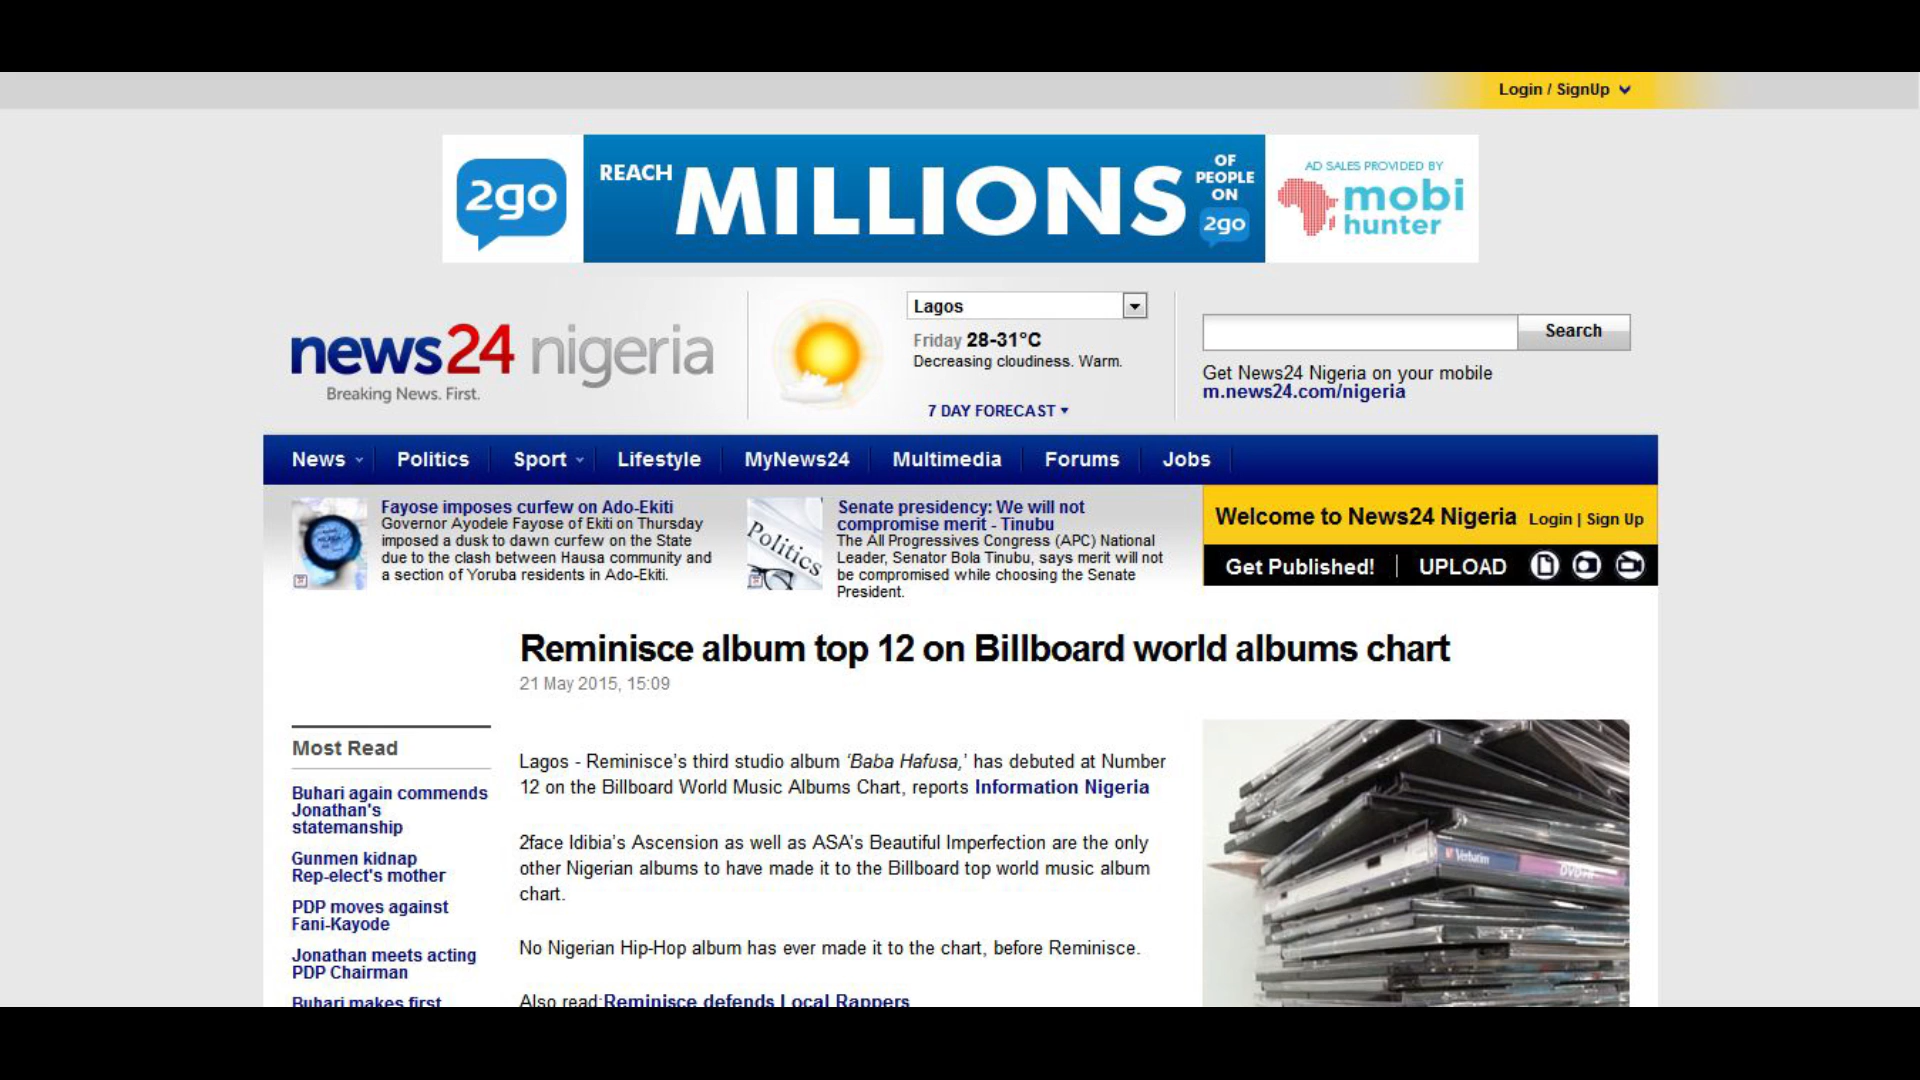 Login / SignUp
2go
REACH MILLIONS OF PEOPLE ON 2go
AD SALES PROVIDED BY
mobi
hunter
news24 nigeria
Breaking News. First.
Lagos
Friday 28-31°C
Decreasing cloudiness. Warm.
7 DAY FORECAST
Search
Get News24 Nigeria on your mobile
m.news24.com/nigeria
News Politics Sport Lifestyle MyNews24 Multimedia Forums Jobs
Fayose imposes curfew on Ado-Ekiti
Governor Ayodele Fayose of Ekiti on Thursday
imposed a dusk to dawn curfew on the State
due to the clash between Hausa community and
a section of Yoruba residents in Ado-Ekiti.
Politics
Senate presidency: We will not
compromise merit - Tinubu
The All Progressives Congress (APC) National
Leader, Senator Bola Tinubu, says merit will not
be compromised while choosing the Senate
President.
Welcome to News24 Nigeria Login | Sign Up
Get Published! | UPLOAD
Reminisce album top 12 on Billboard world albums chart
21 May 2015, 15:09
Most Read
Buhari again commends
Jonathan's
statemanship
Gunmen kidnap
Rep-elect's mother
PDP moves against
Fani-Kayode
Jonathan meets acting
PDP Chairman
Buhari makes first
Lagos - Reminisce’s third studio album ‘Baba Hafusa,’ has debuted at Number
12 on the Billboard World Music Albums Chart, reports Information Nigeria
2face Idibia’s Ascension as well as ASA’s Beautiful Imperfection are the only
other Nigerian albums to have made it to the Billboard top world music album
chart.
No Nigerian Hip-Hop album has ever made it to the chart, before Reminisce.
Also read:Reminisce defends Local Rappers
Verbatim
DVD+R